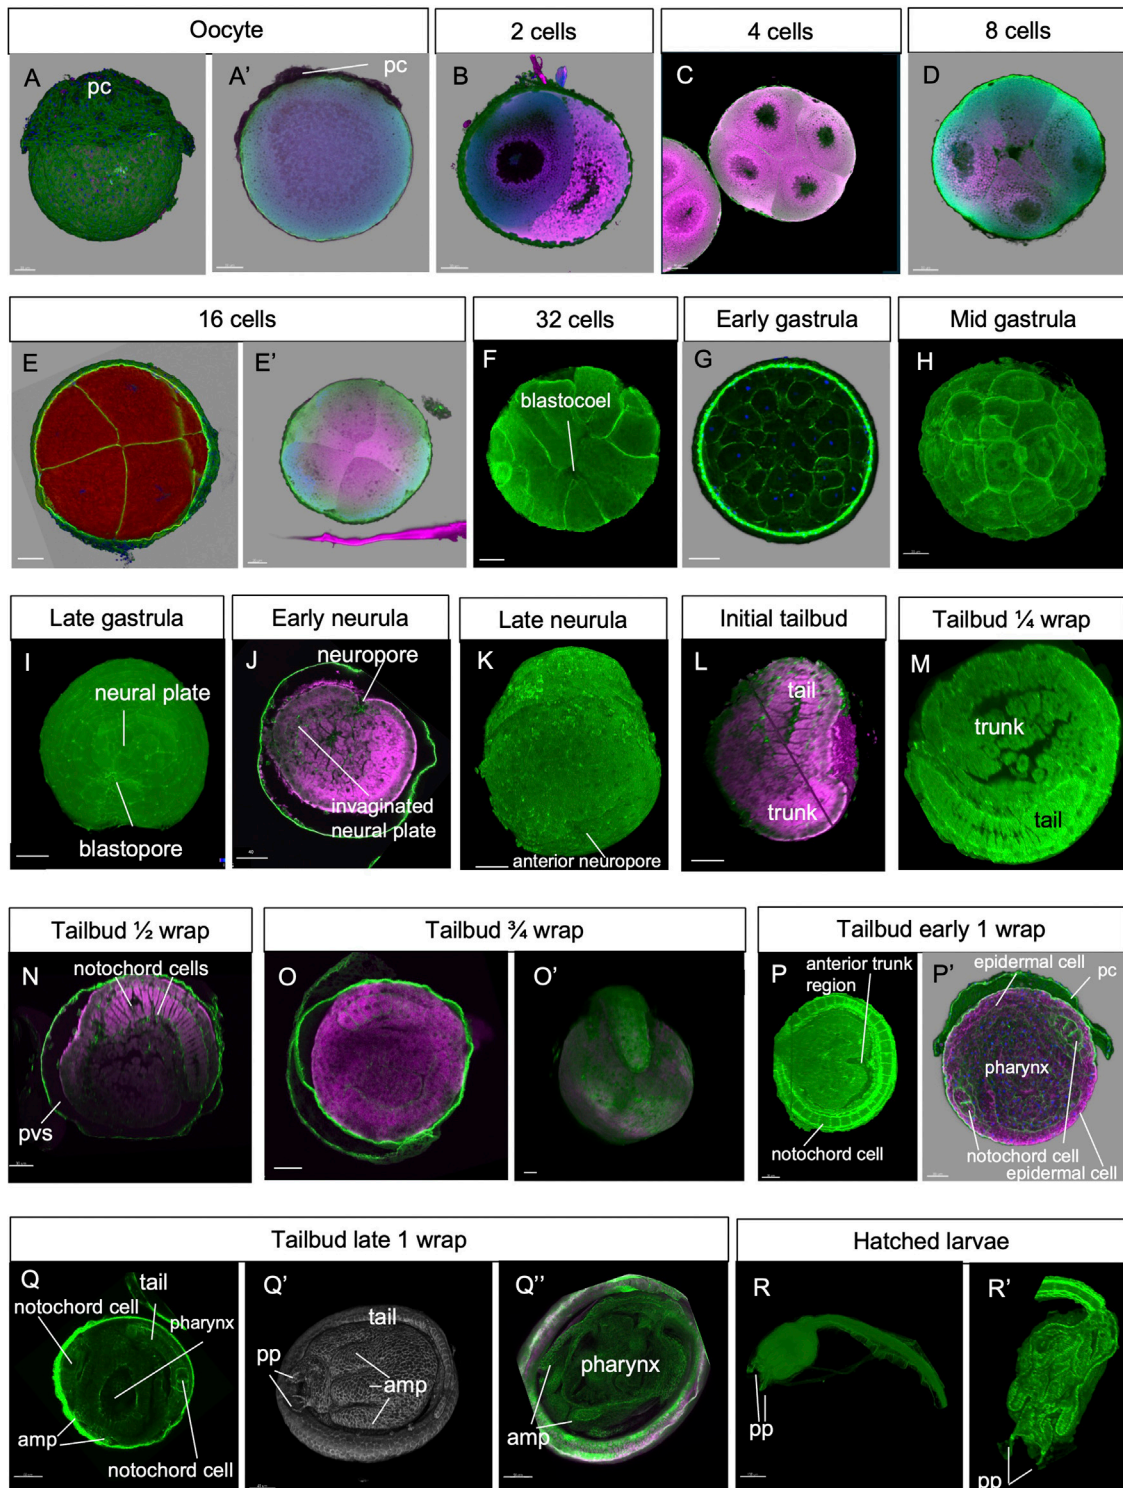 Oocyte
2 cells
4 cells
8 cells
A
pc
A'
pc
B
C
D
16 cells
32 cells
Early gastrula
Mid gastrula
E
E'
F
blastocoel
G
H
Late gastrula
Early neurula
Late neurula
Initial tailbud
Tailbud ¼ wrap
I
neural plate
blastopore
J
neuropore
invaginated
neural plate
K
anterior neuropore
L
tail
trunk
M
trunk
tail
Tailbud ½ wrap
Tailbud ¾ wrap
Tailbud early 1 wrap
N
notochord cells
pvs
O
O'
P
anterior trunk
region
notochord cell
P'
epidermal cell
pc
pharynx
notochord cell
epidermal cell
Tailbud late 1 wrap
Hatched larvae
Q
tail
notochord cell
pharynx
amp
notochord cell
Q'
tail
pp
amp
Q''
pharynx
amp
R
pp
R'
pp